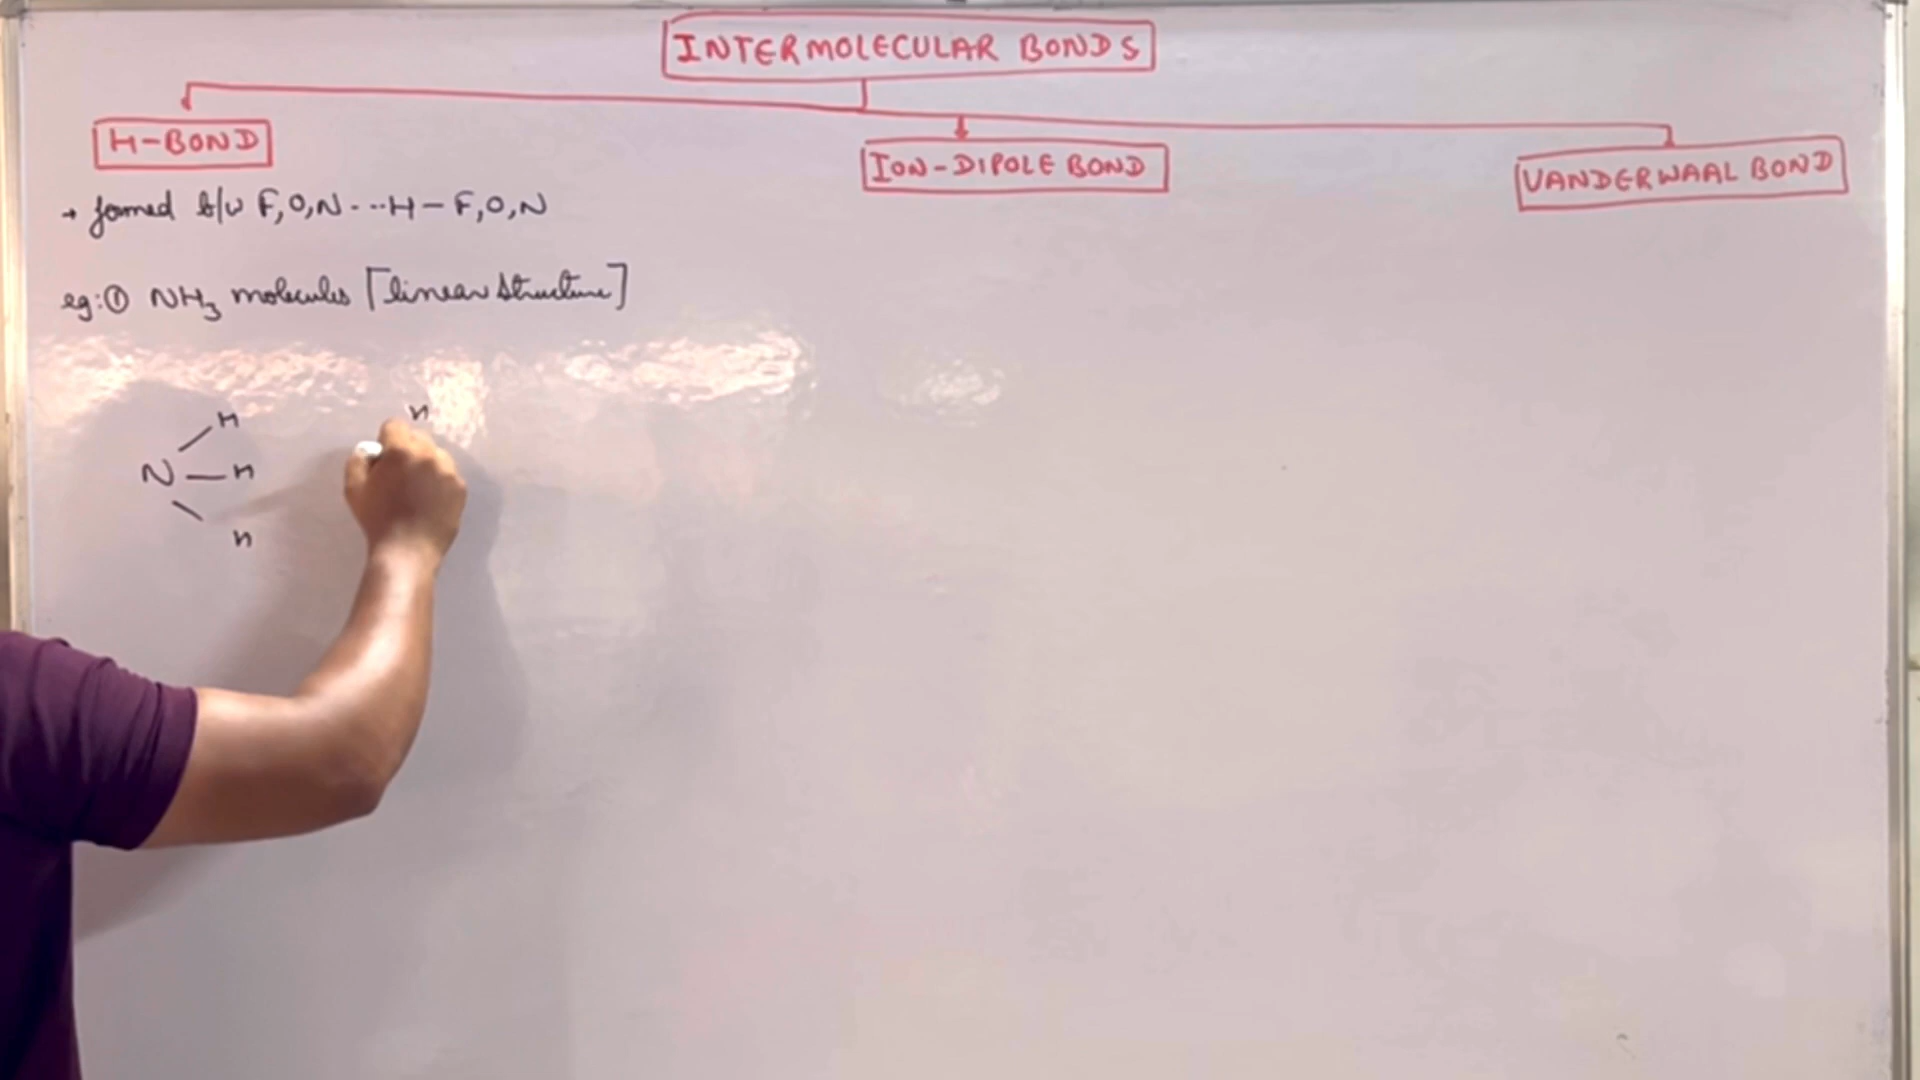 INTERMOLECULAR BONDS
H-BOND
ION-DIPOLE BOND
VANDERWAAL BOND
→ formed b/w F,O,N----H-F,O,N
eg:① NH₃ molecules [linear structure]
H
H
N-H
H